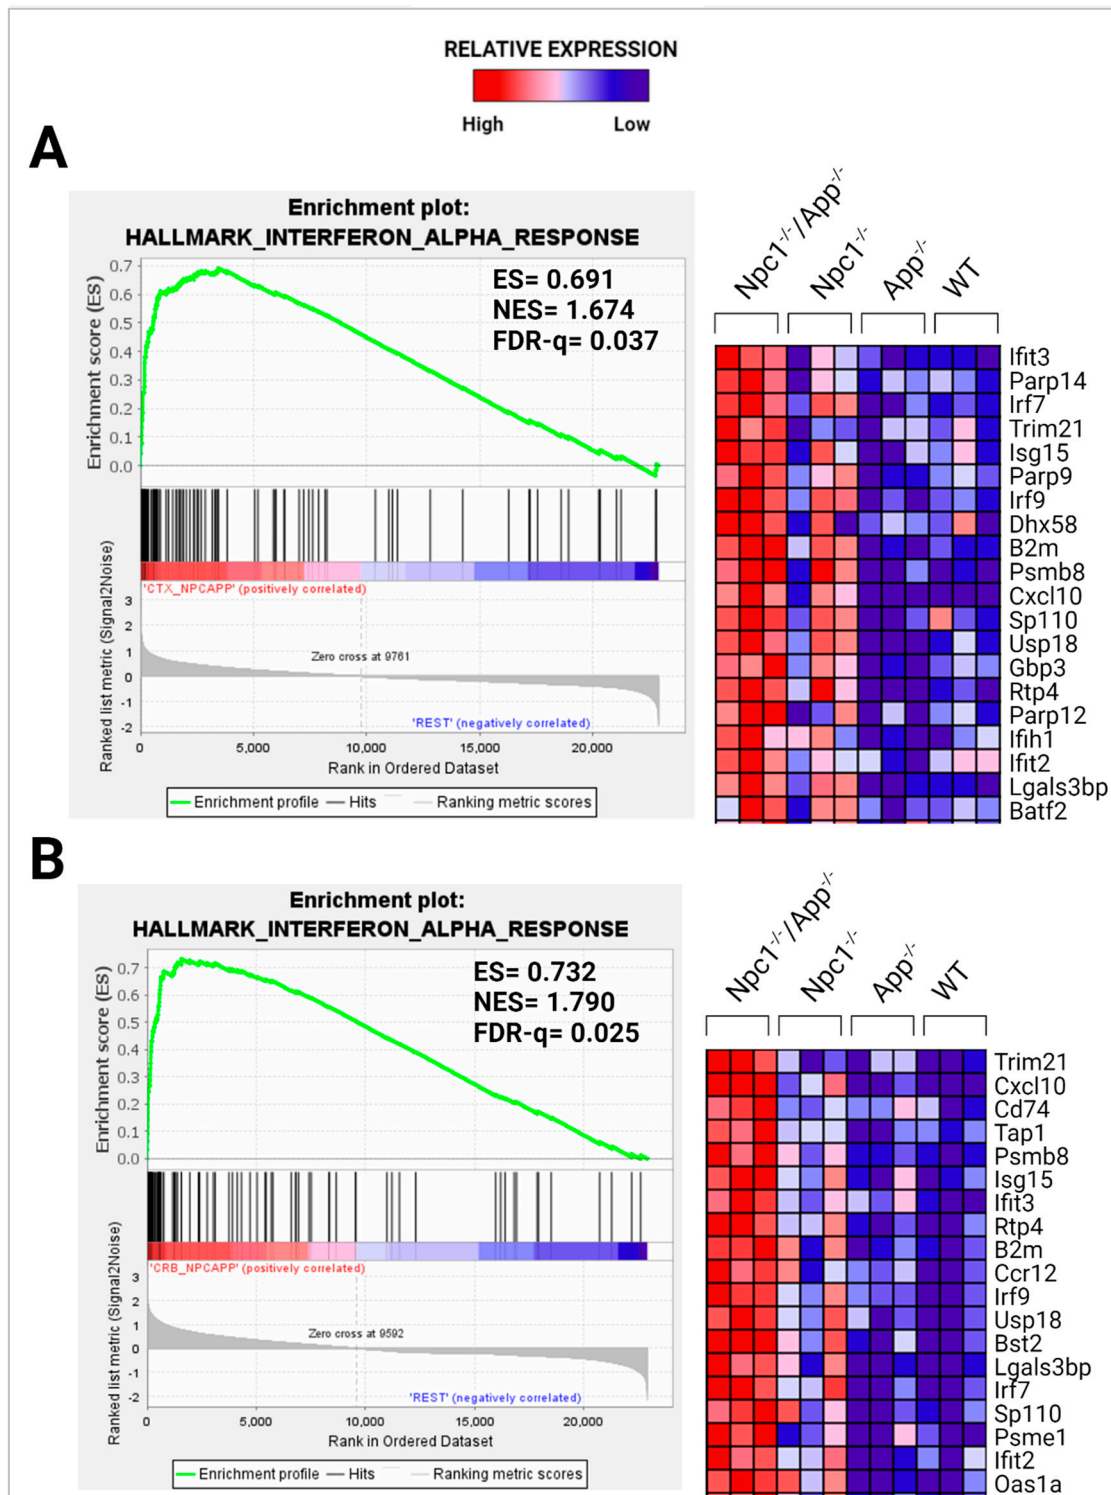 RELATIVE EXPRESSION
High Low
A
Enrichment plot:
HALLMARK_INTERFERON_ALPHA_RESPONSE
ES= 0.691
NES= 1.674
FDR-q= 0.037
Enrichment score (ES)
0.7
0.6
0.5
0.4
0.3
0.2
0.1
0.0
'CTX_NPCAPP' (positively correlated)
Ranked list metric (Signal2Noise)
3
2
1
0
-1
-2
Zero cross at 9761
'REST' (negatively correlated)
0 5,000 10,000 15,000 20,000
Rank in Ordered Dataset
Enrichment profile Hits Ranking metric scores
Npc1-/-/App-/- Npc1-/- App-/- WT
Ifit3
Parp14
Irf7
Trim21
Isg15
Parp9
Irf9
Dhx58
B2m
Psmb8
Cxcl10
Sp110
Usp18
Gbp3
Rtp4
Parp12
Ifih1
Ifit2
Lgals3bp
Batf2
B
Enrichment plot:
HALLMARK_INTERFERON_ALPHA_RESPONSE
ES= 0.732
NES= 1.790
FDR-q= 0.025
Enrichment score (ES)
0.7
0.6
0.5
0.4
0.3
0.2
0.1
0.0
'CRB_NPCAPP' (positively correlated)
Ranked list metric (Signal2Noise)
3
2
1
0
-1
-2
Zero cross at 9592
'REST' (negatively correlated)
0 5,000 10,000 15,000 20,000
Rank in Ordered Dataset
Enrichment profile Hits Ranking metric scores
Npc1-/-/App-/- Npc1-/- App-/- WT
Trim21
Cxcl10
Cd74
Tap1
Psmb8
Isg15
Ifit3
Rtp4
B2m
Ccr12
Irf9
Usp18
Bst2
Lgals3bp
Irf7
Sp110
Psme1
Ifit2
Oas1a